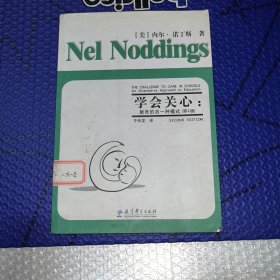 [美] 内尔·诺丁斯 著
Nel Noddings
THE CHALLENGE TO CARE IN SCHOOLS
An Alternative Approach to Education
学会关心：
教育的另一种模式（第2版）
于天龙 译 SECOND EDITION
-X-2
教育科学出版社